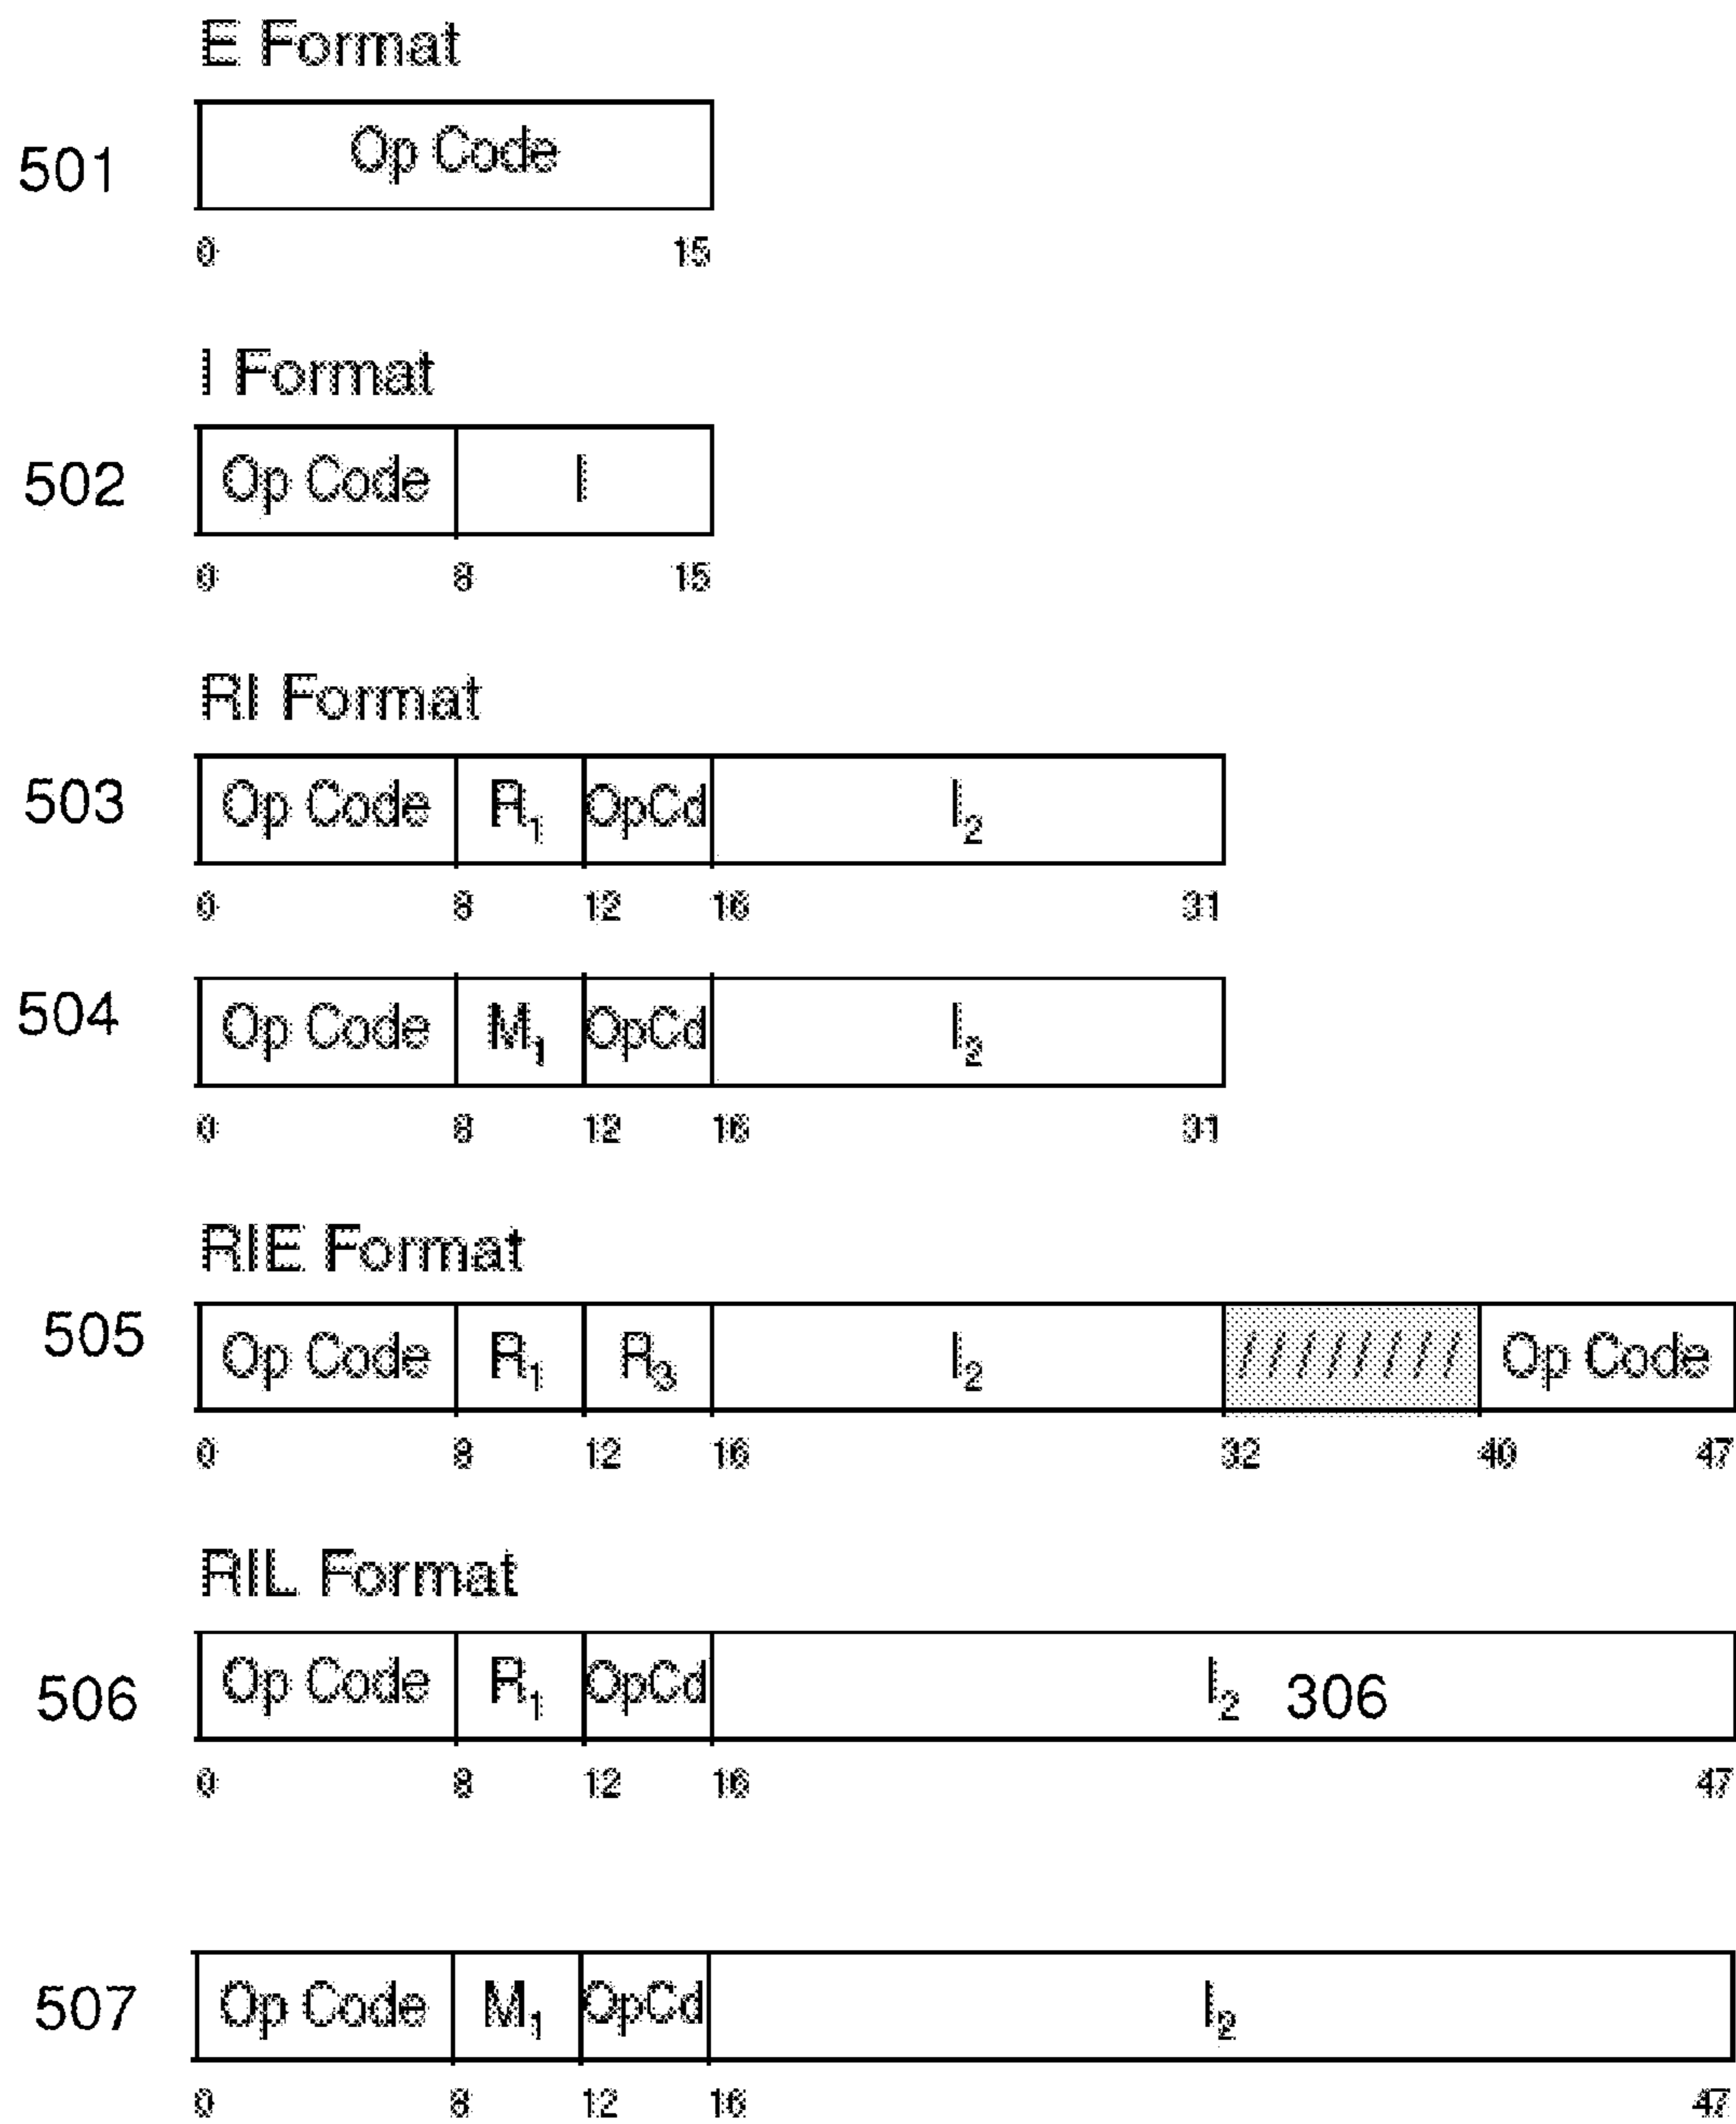 E Format
501 Op Code
0 15
I Format
502 Op Code I
0 8 15
RI Format
503 Op Code R1 OpCd I2
0 8 12 16 31
504 Op Code M1 OpCd I2
0 8 12 16 31
RIE Format
505 Op Code R1 R3 I2 //////// Op Code
0 8 12 16 32 40 47
RIL Format
506 Op Code R1 OpCd I2 306
0 8 12 16 47
507 Op Code M1 OpCd I2
0 8 12 16 47